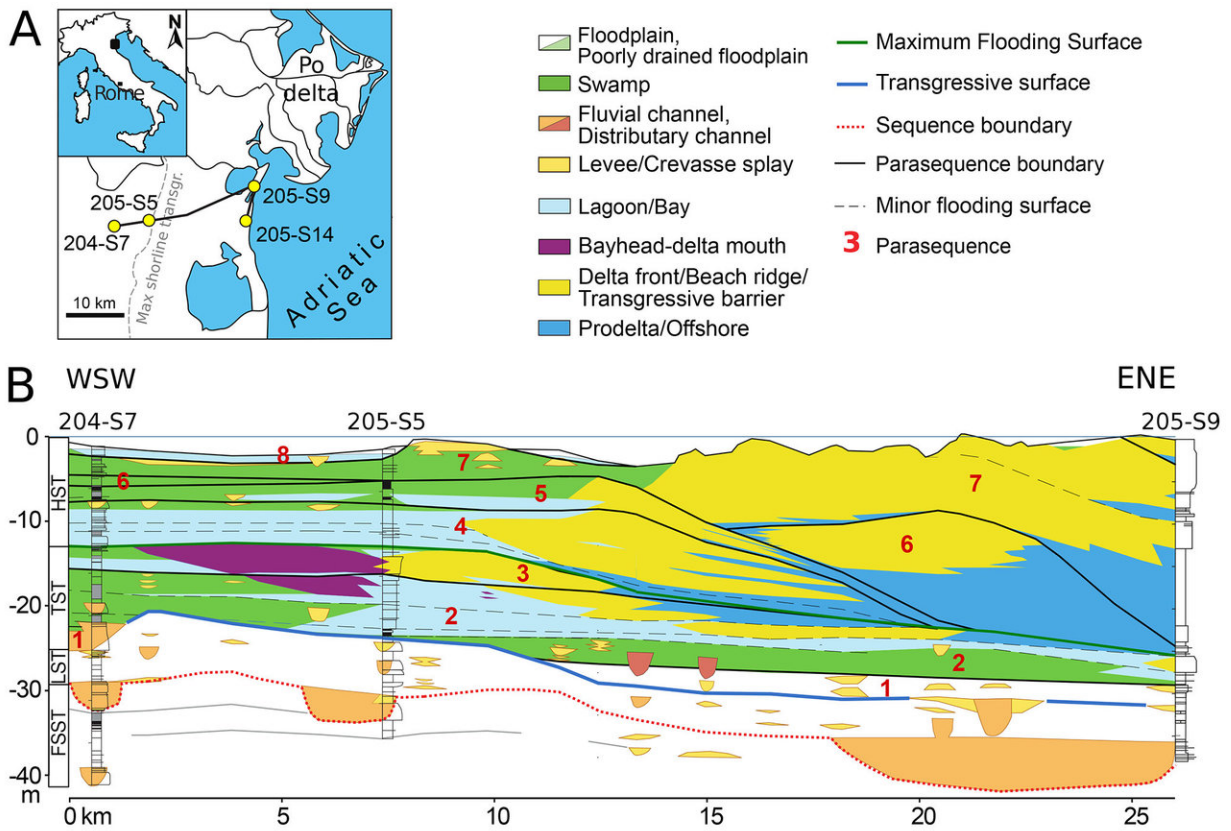 A
N
Rome
Po
delta
205-S5
205-S9
204-S7
205-S14
Max shorline transgr.
10 km
Adriatic
Sea
Floodplain,
Poorly drained floodplain
Swamp
Fluvial channel,
Distributary channel
Levee/Crevasse splay
Lagoon/Bay
Bayhead-delta mouth
Delta front/Beach ridge/
Transgressive barrier
Prodelta/Offshore
Maximum Flooding Surface
Transgressive surface
Sequence boundary
Parasequence boundary
Minor flooding surface
3 Parasequence
B
WSW
ENE
204-S7
205-S5
205-S9
0
-10
-20
-30
-40
m
HST
TST
LST
FSST
8
7
6
5
7
4
6
3
2
1
2
1
0 km
5
10
15
20
25